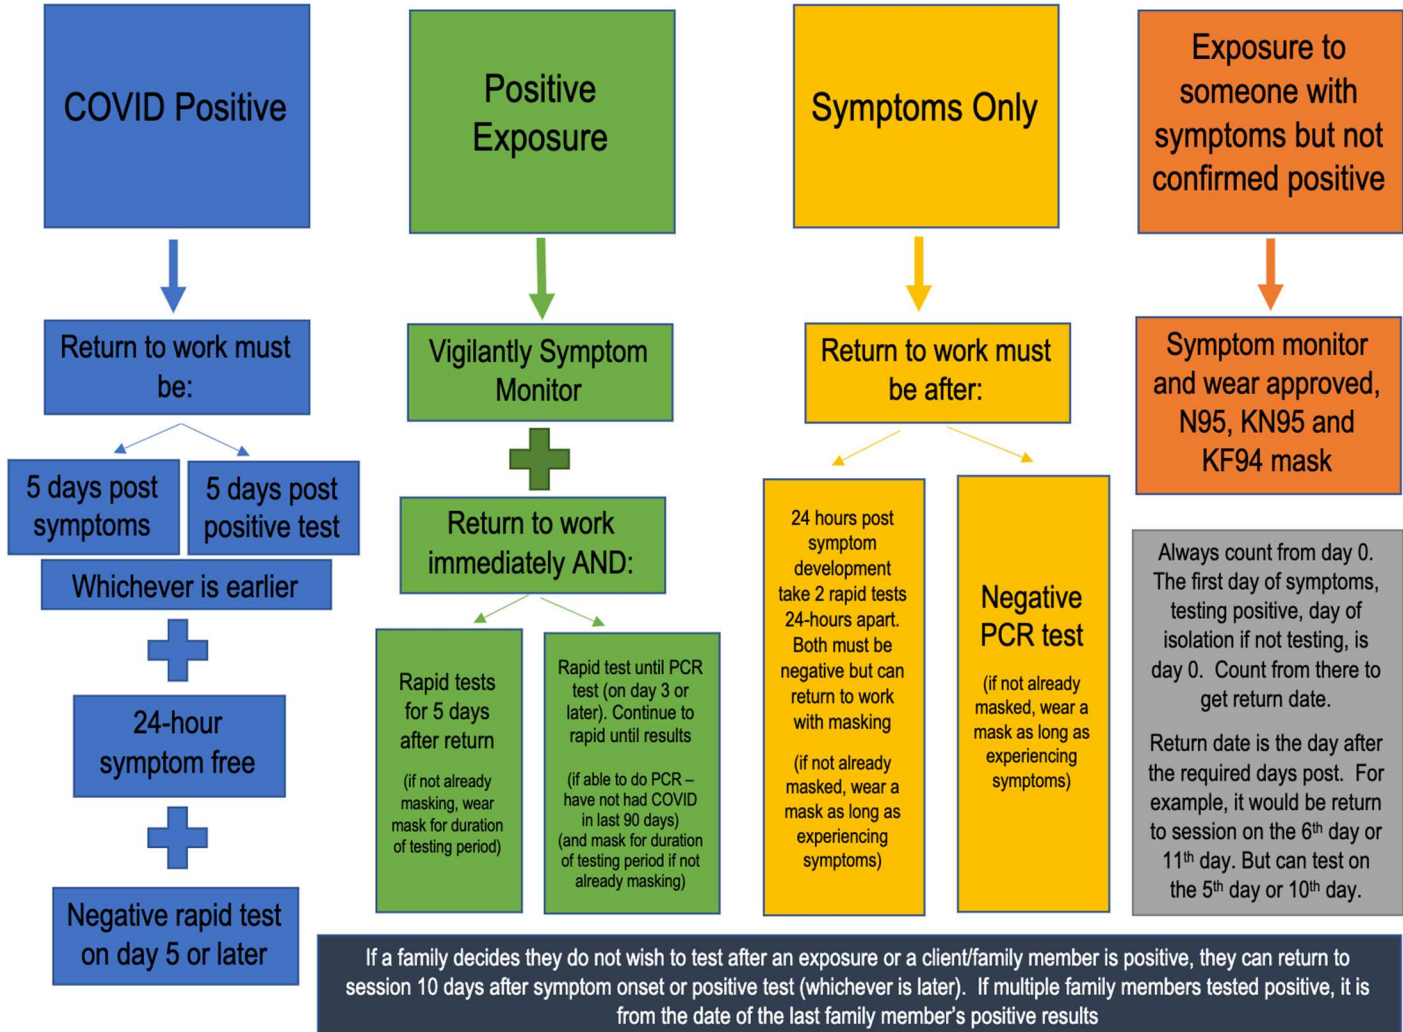 COVID Positive
Return to work must
be:
5 days post
symptoms
5 days post
positive test
Whichever is earlier
24-hour
symptom free
Negative rapid test
on day 5 or later
Positive
Exposure
Vigilantly Symptom
Monitor
Return to work
immediately AND:
Rapid tests
for 5 days
after return
(if not already
masking, wear
mask for duration
of testing period)
Rapid test until PCR
test (on day 3 or
later). Continue to
rapid until results
(if able to do PCR –
have not had COVID
in last 90 days)
(and mask for duration
of testing period if not
already masking)
Symptoms Only
Return to work must
be after:
24 hours post
symptom
development
take 2 rapid tests
24-hours apart.
Both must be
negative but can
return to work
with masking
(if not already
masked, wear a
mask as long as
experiencing
symptoms)
Negative
PCR test
(if not already
masked, wear a
mask as long as
experiencing
symptoms)
Exposure to
someone with
symptoms but not
confirmed positive
Symptom monitor
and wear approved,
N95, KN95 and
KF94 mask
Always count from day 0.
The first day of symptoms,
testing positive, day of
isolation if not testing, is
day 0.  Count from there to
get return date.
Return date is the day after
the required days post.  For
example, it would be return
to session on the 6th day or
11th day. But can test on
the 5th day or 10th day.
If a family decides they do not wish to test after an exposure or a client/family member is positive, they can return to
session 10 days after symptom onset or positive test (whichever is later).  If multiple family members tested positive, it is
from the date of the last family member's positive results